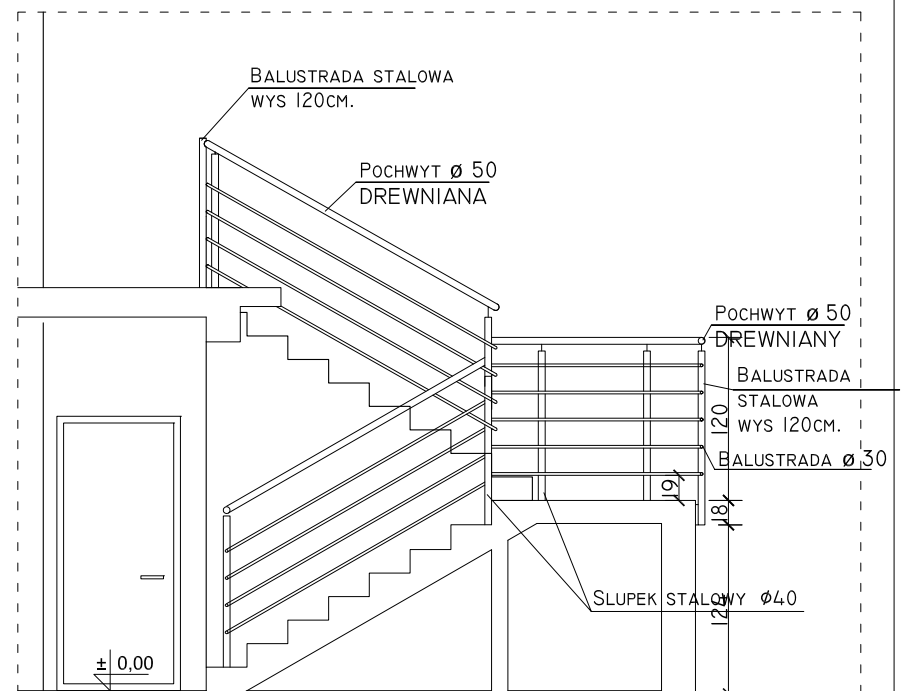 BALUSTRADA STALOWA
WYS 120CM.
POCHWYT Ø 50
DREWNIANA
POCHWYT Ø 50
DREWNIANY
BALUSTRADA
STALOWA
WYS 120CM.
120
BALUSTRADA Ø 30
19
18
SLUPEK STALOWY Ø40
± 0,00